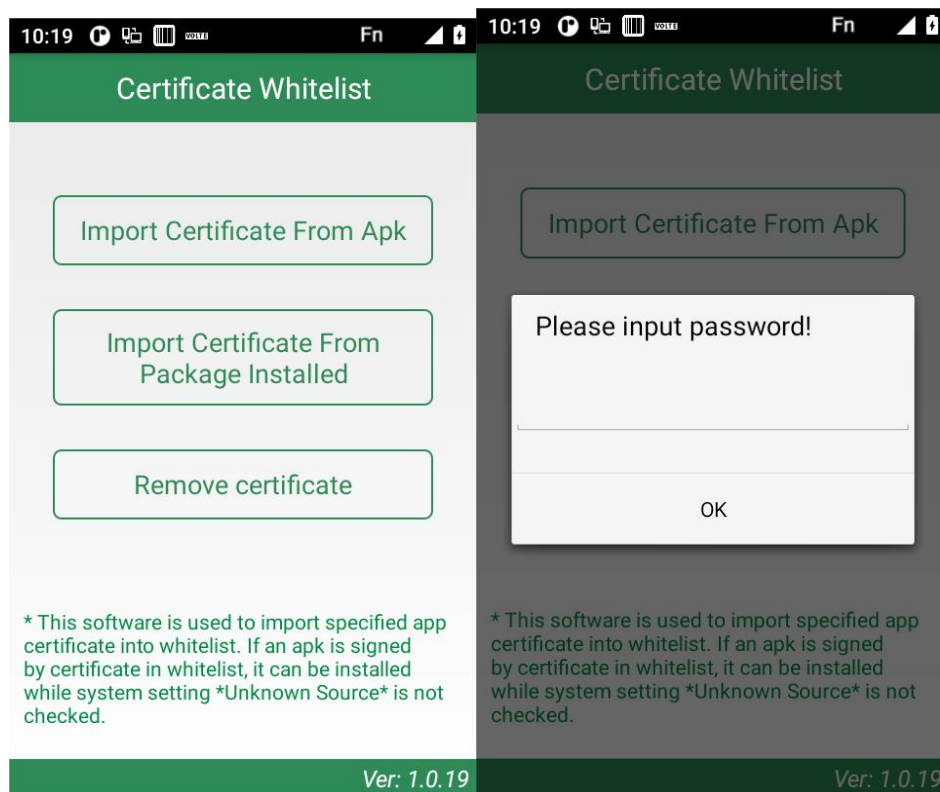 10:19 VOLTE Fn
Certificate Whitelist
Import Certificate From Apk
Import Certificate From
Package Installed
Remove certificate
* This software is used to import specified app
certificate into whitelist. If an apk is signed
by certificate in whitelist, it can be installed
while system setting *Unknown Source* is not
checked.
Ver: 1.0.19
10:19 VOLTE Fn
Certificate Whitelist
Import Certificate From Apk
Please input password!
OK
* This software is used to import specified app
certificate into whitelist. If an apk is signed
by certificate in whitelist, it can be installed
while system setting *Unknown Source* is not
checked.
Ver: 1.0.19